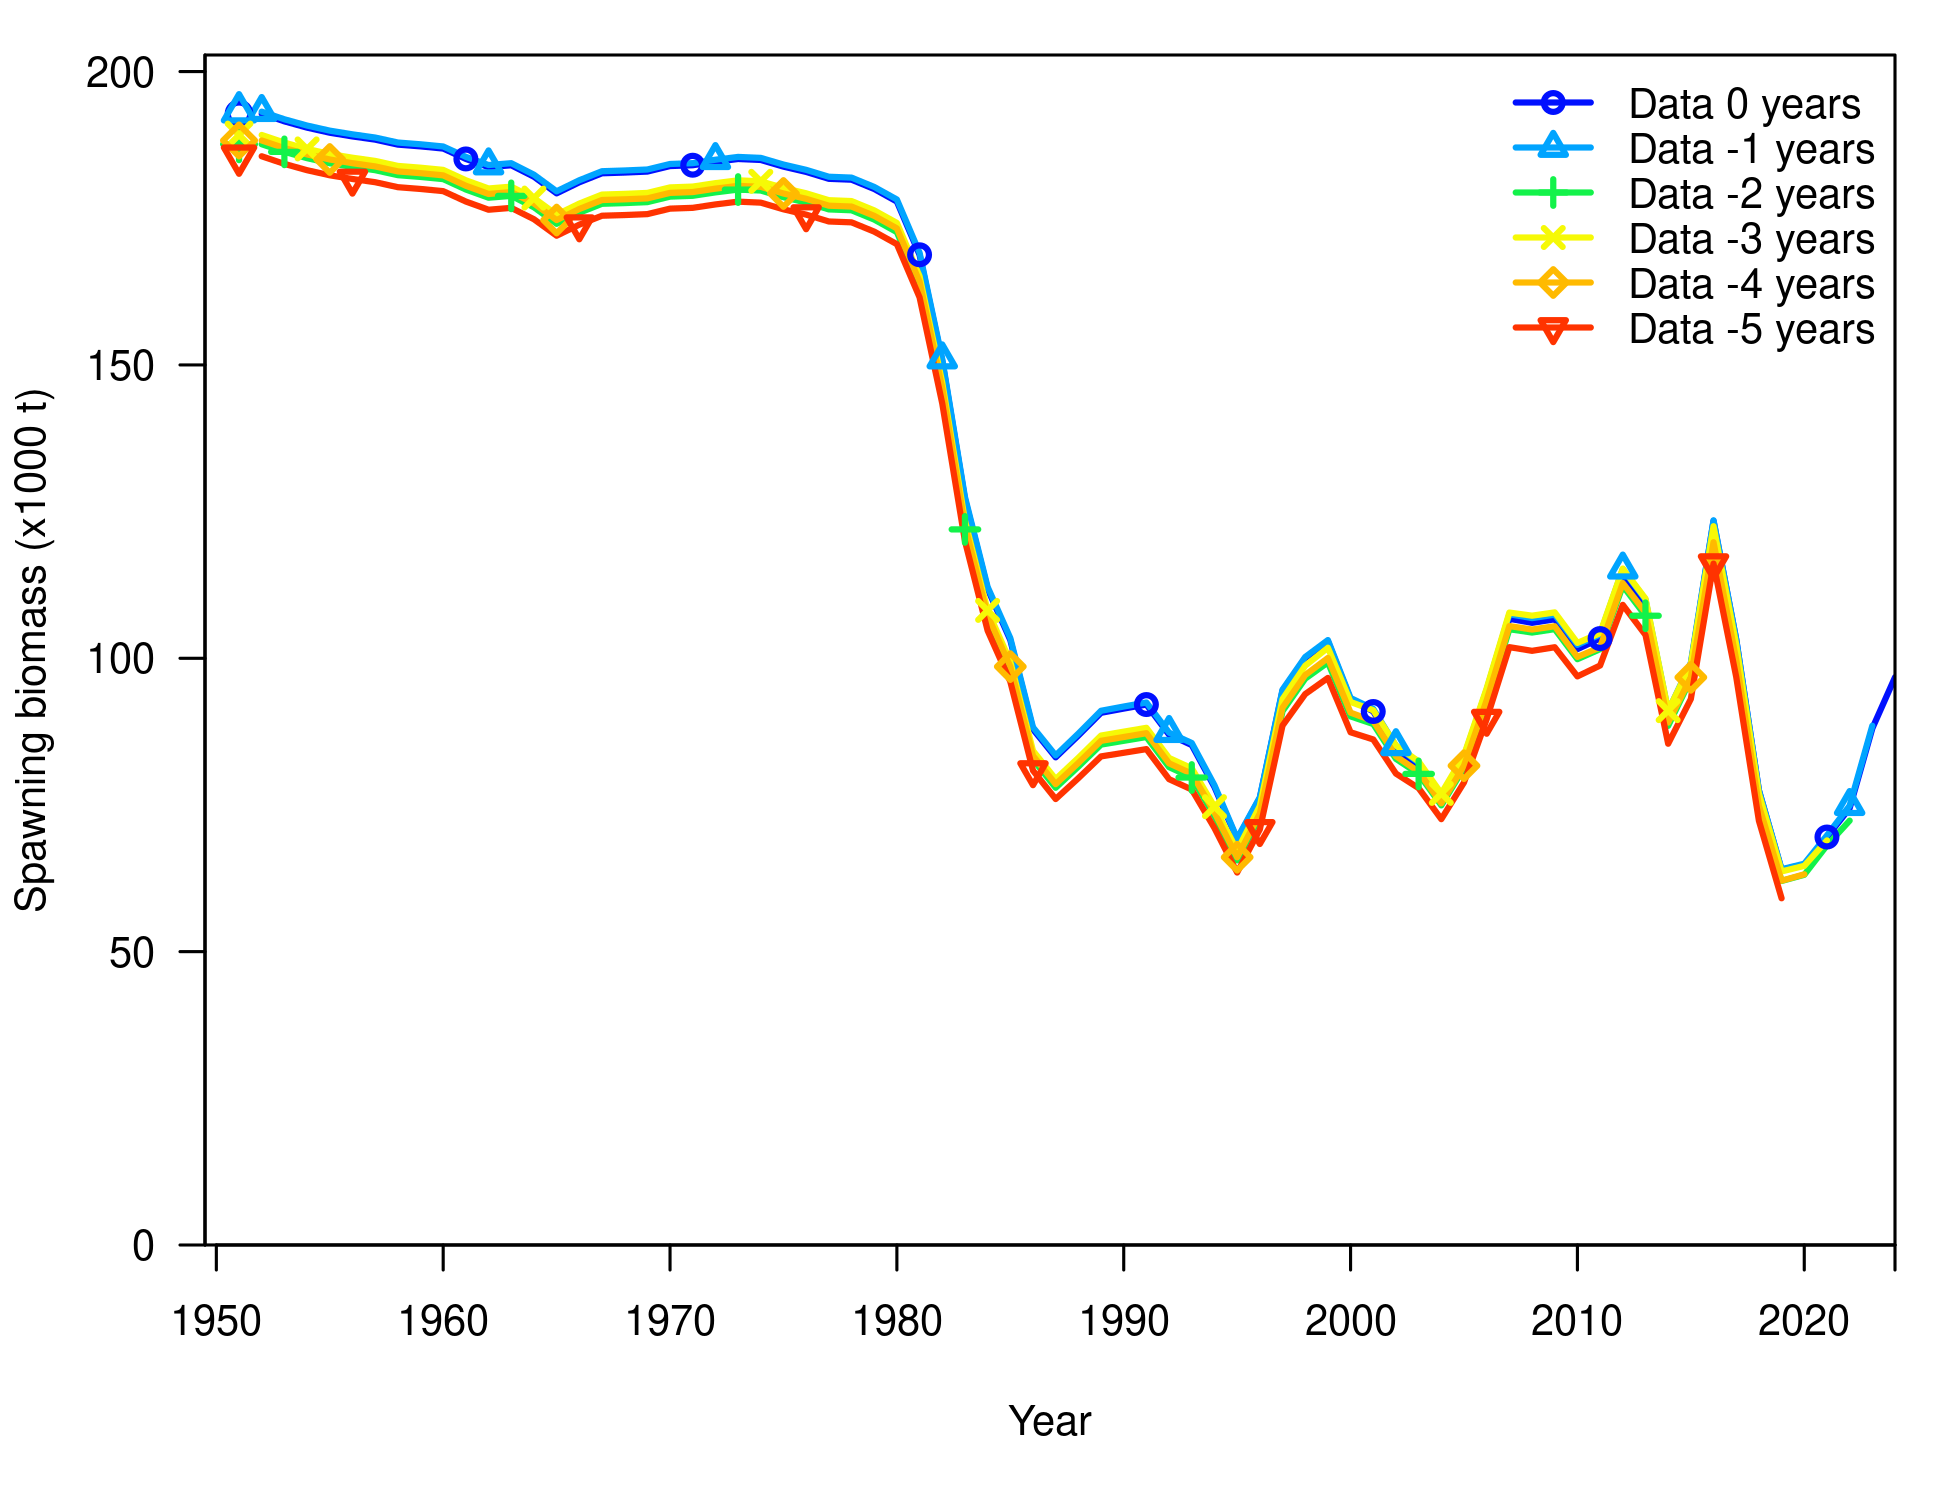 200
150
100
50
0
Spawning biomass (x1000 t)
Data 0 years
Data -1 years
Data -2 years
Data -3 years
Data -4 years
Data -5 years
1950 1960 1970 1980 1990 2000 2010 2020
Year